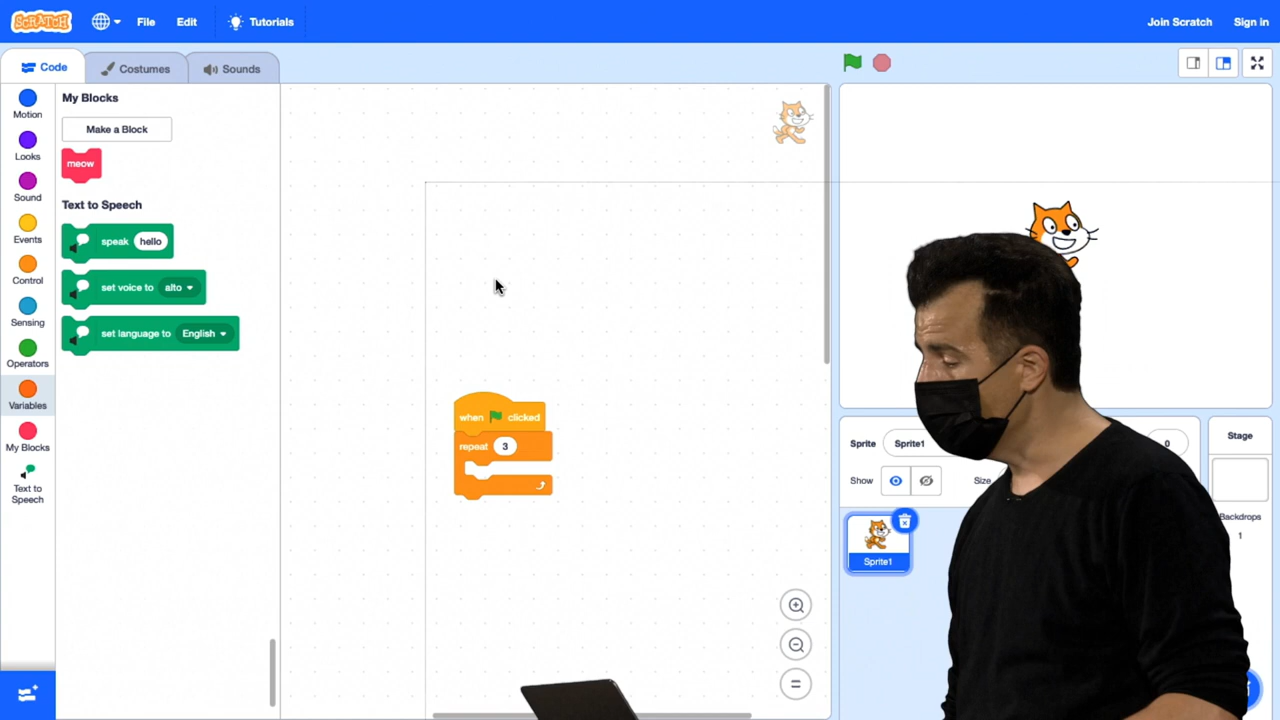 SCRATCH File Edit Tutorials Join Scratch Sign in
Code Costumes Sounds
Motion
Looks
Sound
Events
Control
Sensing
Operators
Variables
My Blocks
Text to
Speech
My Blocks
Make a Block
meow
Text to Speech
speak hello
set voice to alto
set language to English
when clicked
repeat 3
Sprite Sprite1 0
Show Size
Sprite1
Stage
Backdrops
1